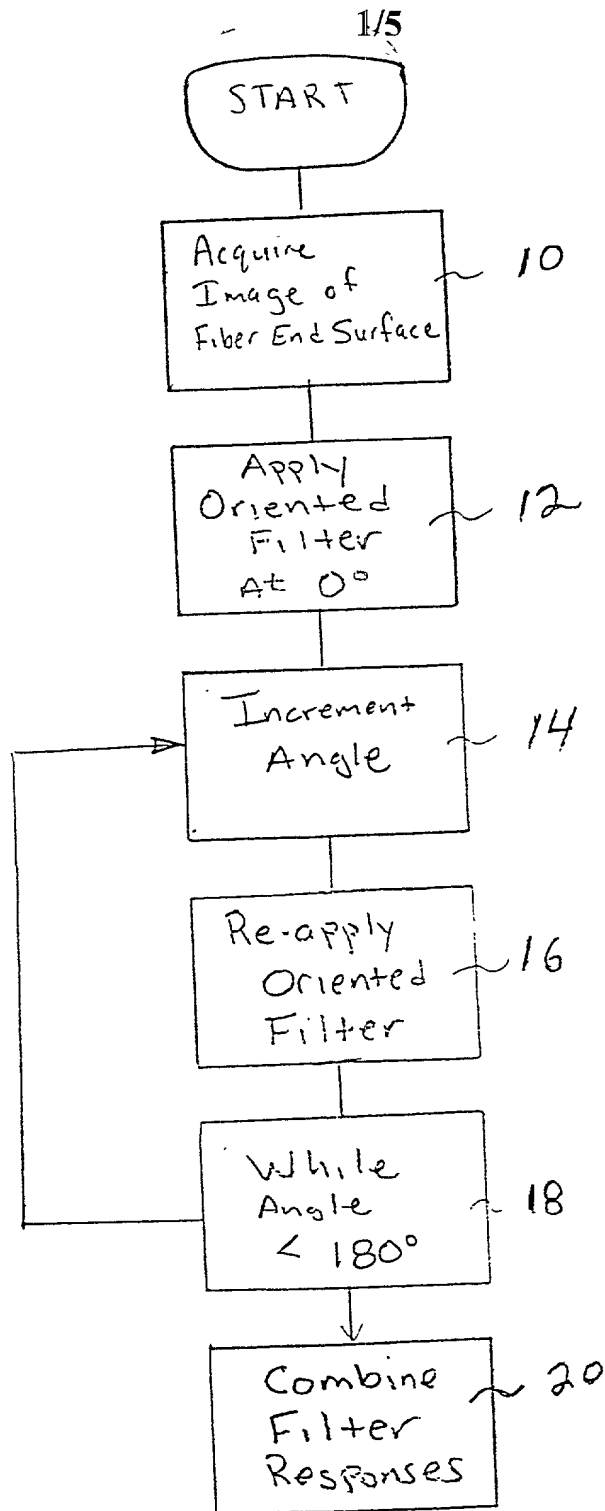 1/5
START
Acquire
Image of
Fiber End Surface
10
Apply
Oriented
Filter
At 0°
12
Increment
Angle
14
Re-apply
Oriented
Filter
16
While
Angle
< 180°
18
Combine
Filter
Responses
20